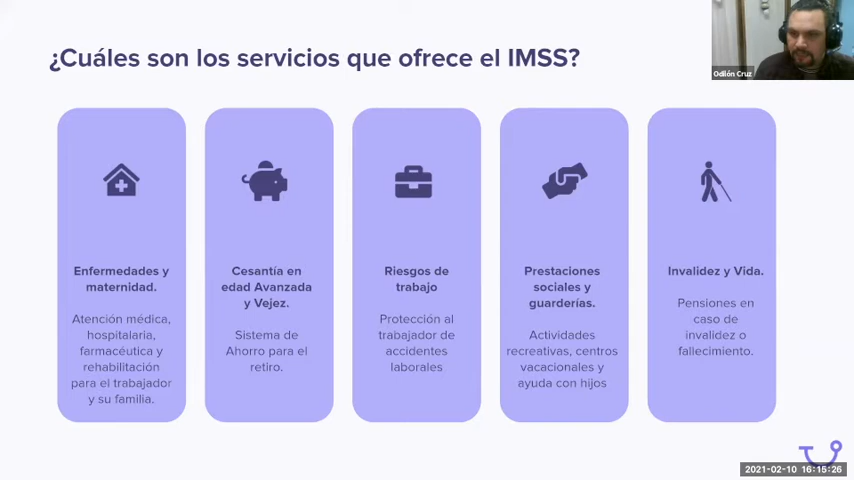 ¿Cuáles son los servicios que ofrece el IMSS?
Odilón Cruz
Enfermedades y
maternidad.
Atención médica,
hospitalaria,
farmacéutica y
rehabilitación
para el trabajador
y su familia.
Cesantía en
edad Avanzada
y Vejez.
Sistema de
Ahorro para el
retiro.
Riesgos de
trabajo
Protección al
trabajador de
accidentes
laborales
Prestaciones
sociales y
guarderías.
Actividades
recreativas, centros
vacacionales y
ayuda con hijos
Invalidez y Vida.
Pensiones en
caso de
invalidez o
fallecimiento.
2021-02-10 16:15:26